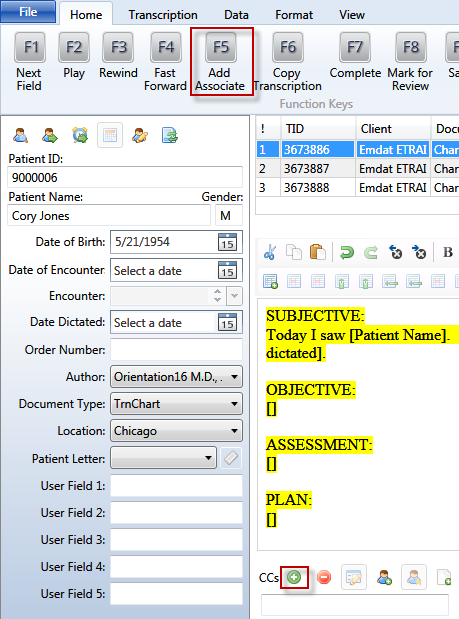 File Home Transcription Data Format View
F1 F2 F3 F4 F5 F6 F7 F8
Next Field Play Rewind Fast Forward Add Associate Copy Transcription Complete Mark for Review Sa
Function Keys
! TID Client Docu
1 3673886 Emdat ETRAI Char
2 3673887 Emdat ETRAI Char
3 3673888 Emdat ETRAI Char
Patient ID:
9000006
Patient Name: Gender:
Cory Jones M
Date of Birth: 5/21/1954 15
Date of Encounter: Select a date 15
Encounter:
Date Dictated: Select a date 15
Order Number:
Author: Orientation16 M.D., .
Document Type: TrnChart
Location: Chicago
Patient Letter:
User Field 1:
User Field 2:
User Field 3:
User Field 4:
User Field 5:
B
SUBJECTIVE:
Today I saw [Patient Name].
dictated].
OBJECTIVE:
[]
ASSESSMENT:
[]
PLAN:
[]
CCs